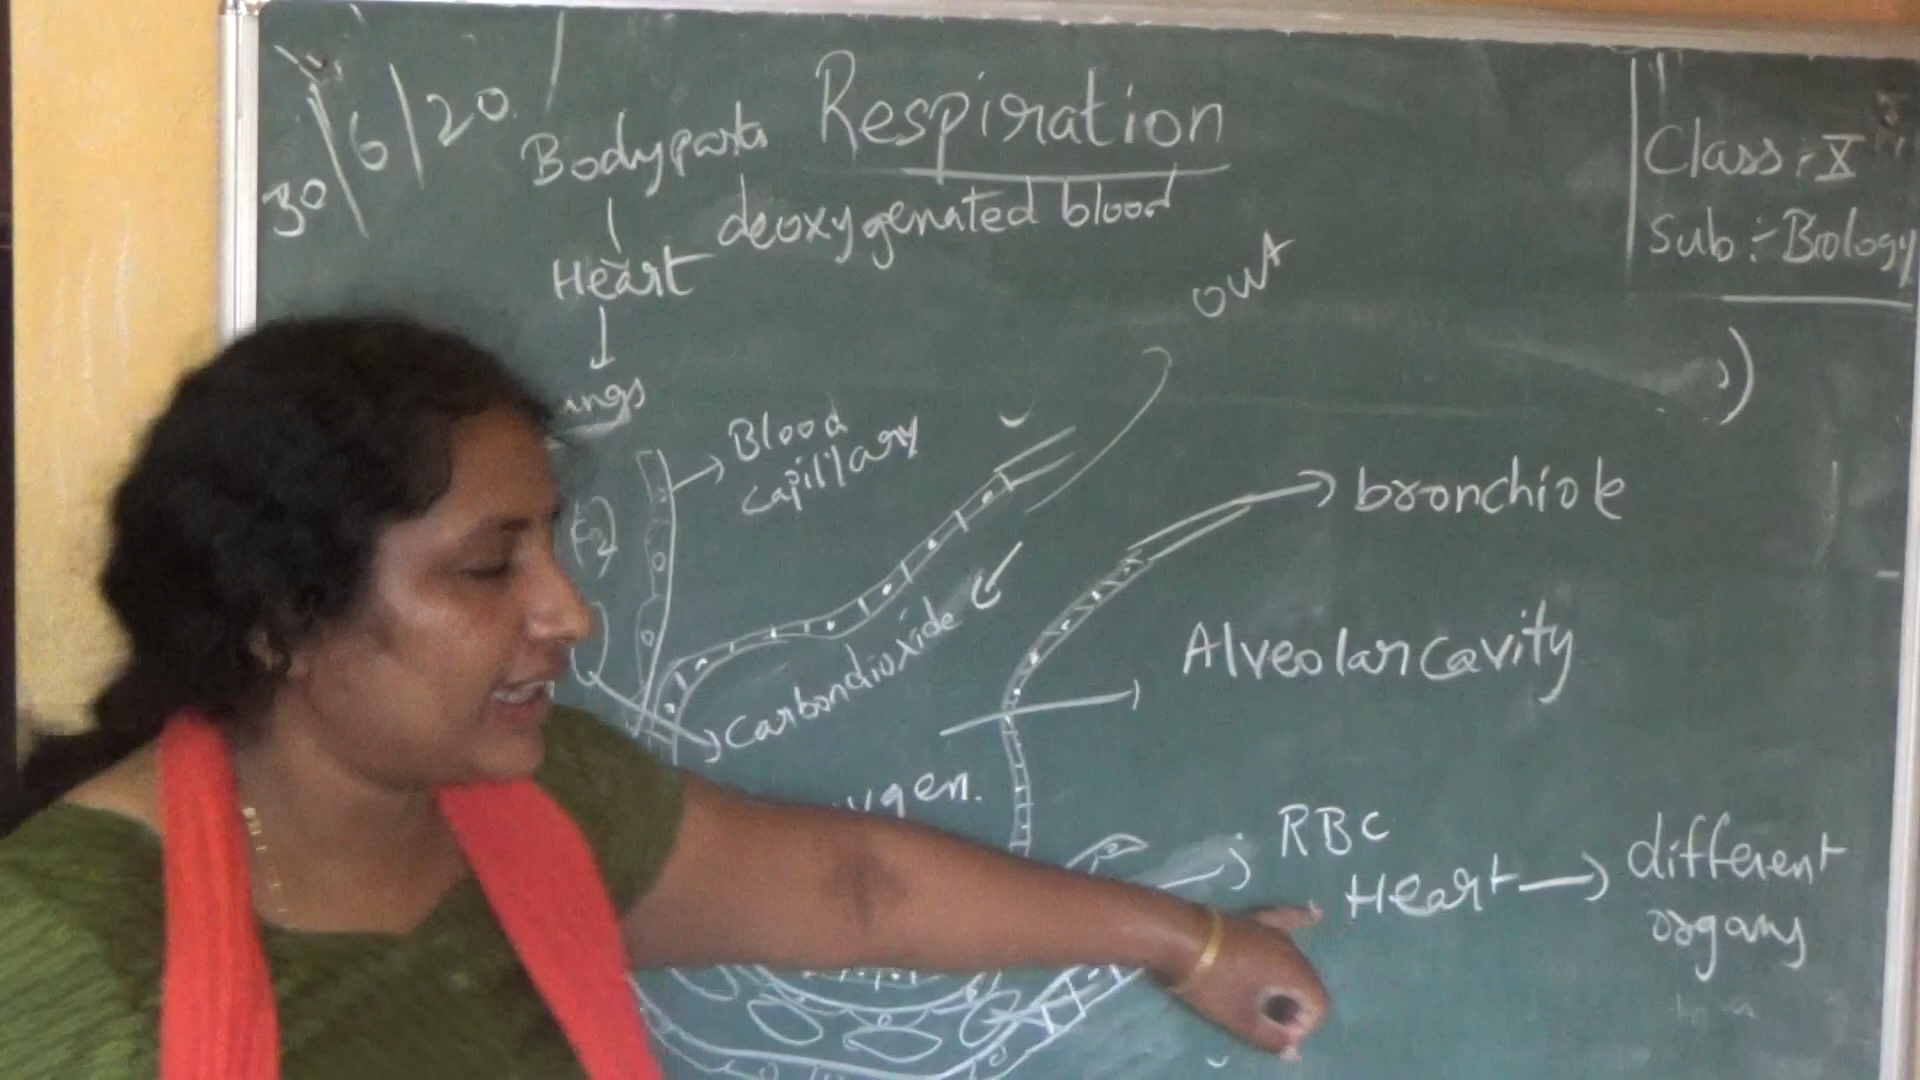 30/6/20
Respiration
Class :- X
Sub :- Biology
Bodyparts
deoxygenated blood
Heart
out
Blood
capillary
bronchiole
Carbondioxide
Alveolar cavity
RBC
Heart → different
organs